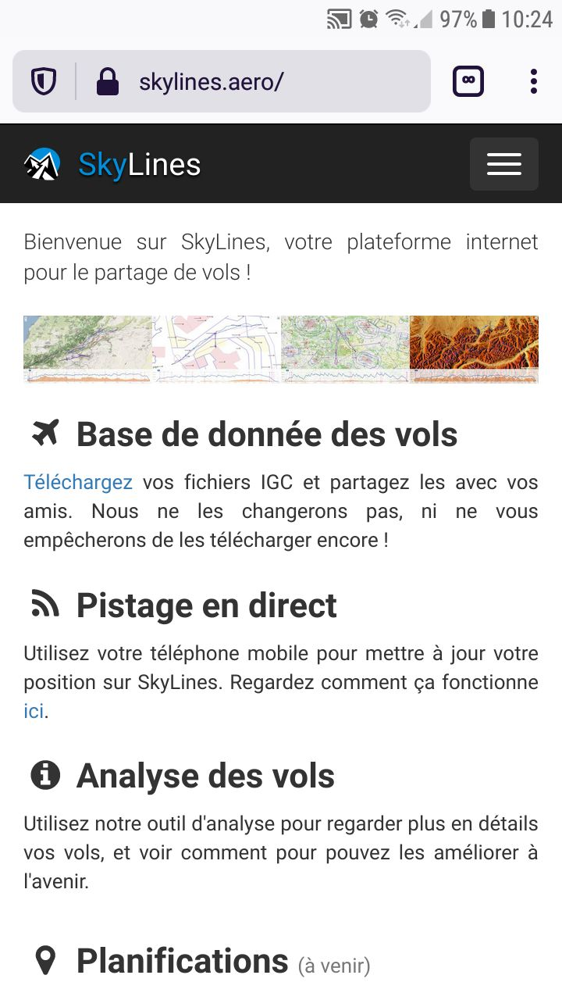 97% 10:24
skylines.aero/
SkyLines
Bienvenue sur SkyLines, votre plateforme internet
pour le partage de vols !
Base de donnée des vols
Téléchargez vos fichiers IGC et partagez les avec vos
amis. Nous ne les changerons pas, ni ne vous
empêcherons de les télécharger encore !
Pistage en direct
Utilisez votre téléphone mobile pour mettre à jour votre
position sur SkyLines. Regardez comment ça fonctionne
ici.
Analyse des vols
Utilisez notre outil d'analyse pour regarder plus en détails
vos vols, et voir comment pour pouvez les améliorer à
l'avenir.
Planifications (à venir)